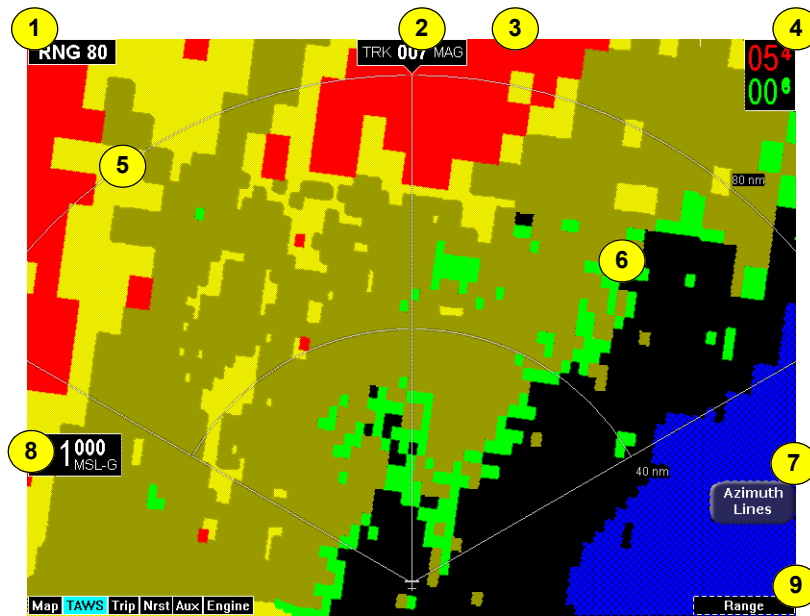 1
2
3
4
RNG 80
TRK 007 MAG
05⁴
00⁶
5
80 nm
6
8
1000
MSL-G
40 nm
7
Azimuth
Lines
9
Map TAWS Trip Nrst Aux Engine
Range